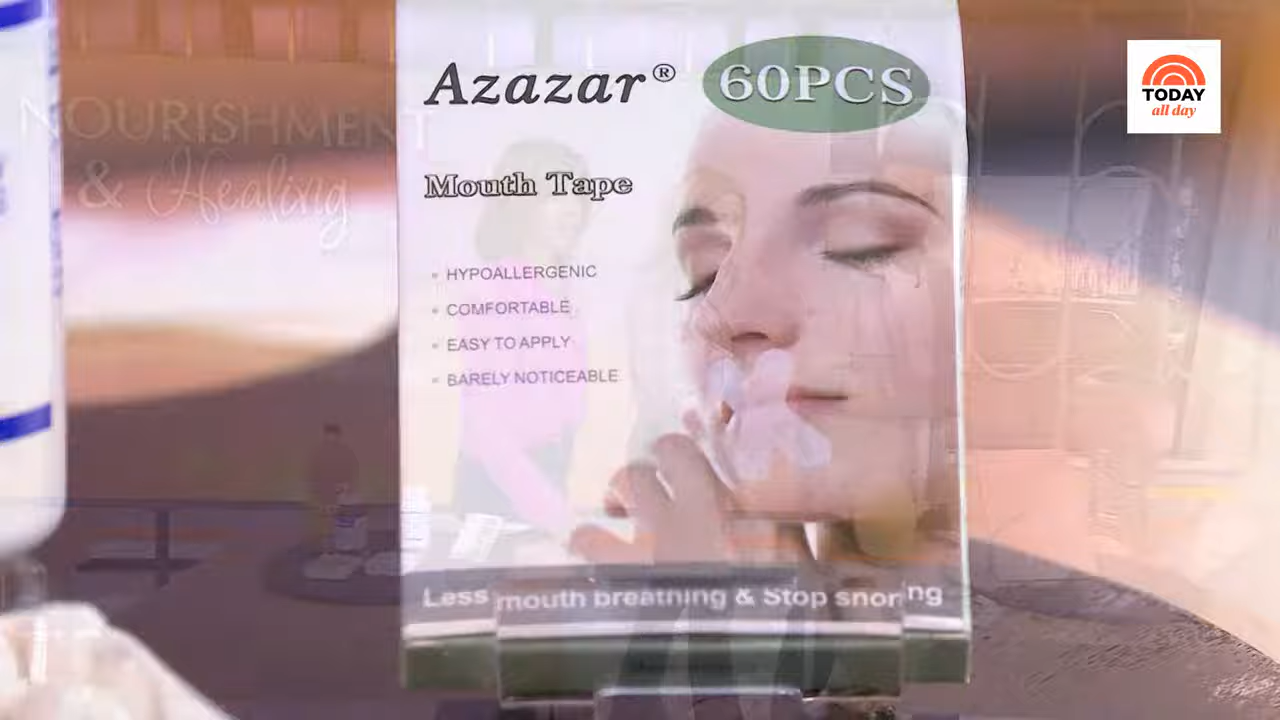 Azazar®
60PCS
TODAY
all day
NOURISHMENT
& Healing
Mouth Tape
HYPOALLERGENIC
COMFORTABLE
EASY TO APPLY
BARELY NOTICEABLE
Less mouth breathing & Stop snoring